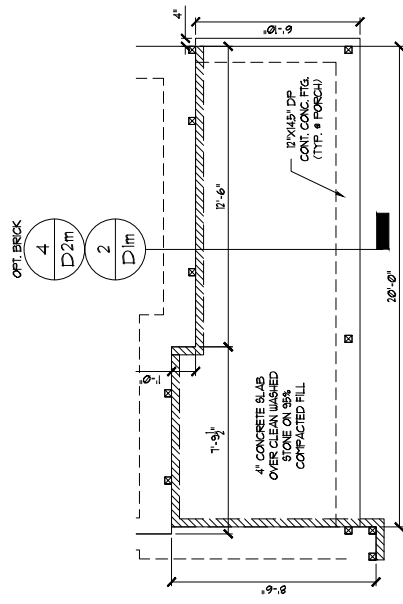 4"
6'-10"
OPT. BRICK
4
D2m
2
D1m
12'-6"
12"X14.5" DP
CONT. CONC. FTG.
(TYP. @ PORCH)
20'-0"
1'-0"
7'-9½"
4" CONCRETE SLAB
OVER CLEAN WASHED
STONE ON 95%
COMPACTED FILL
8'-6"